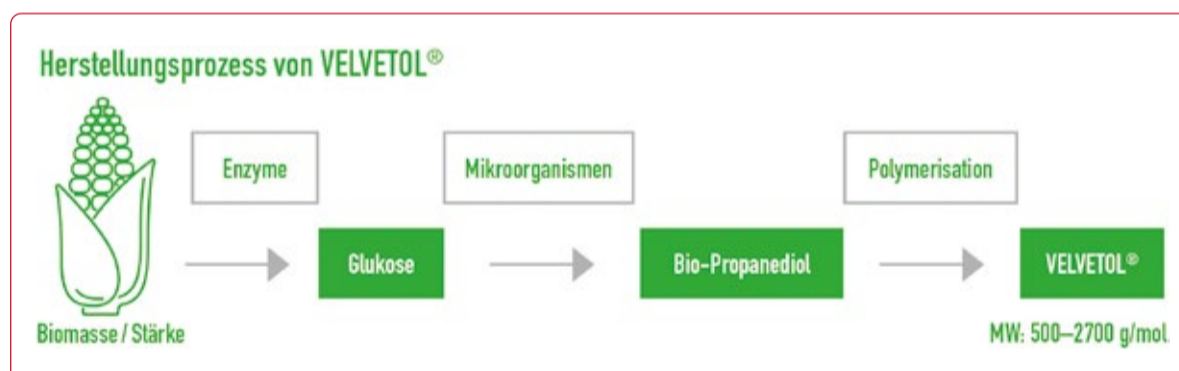 Herstellungsprozess von VELVETOL®
Enzyme
Mikroorganismen
Polymerisation
Glukose
Bio-Propanediol
VELVETOL®
Biomasse / Stärke
MW: 500–2700 g/mol.